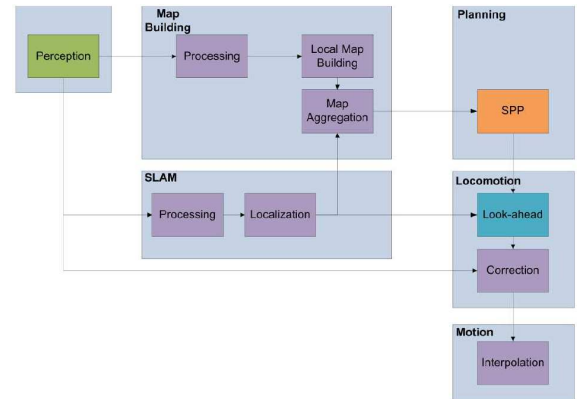 Map
Building
Planning
Perception
Processing
Local Map
Building
Map
Aggregation
SPP
SLAM
Locomotion
Processing
Localization
Look-ahead
Correction
Motion
Interpolation